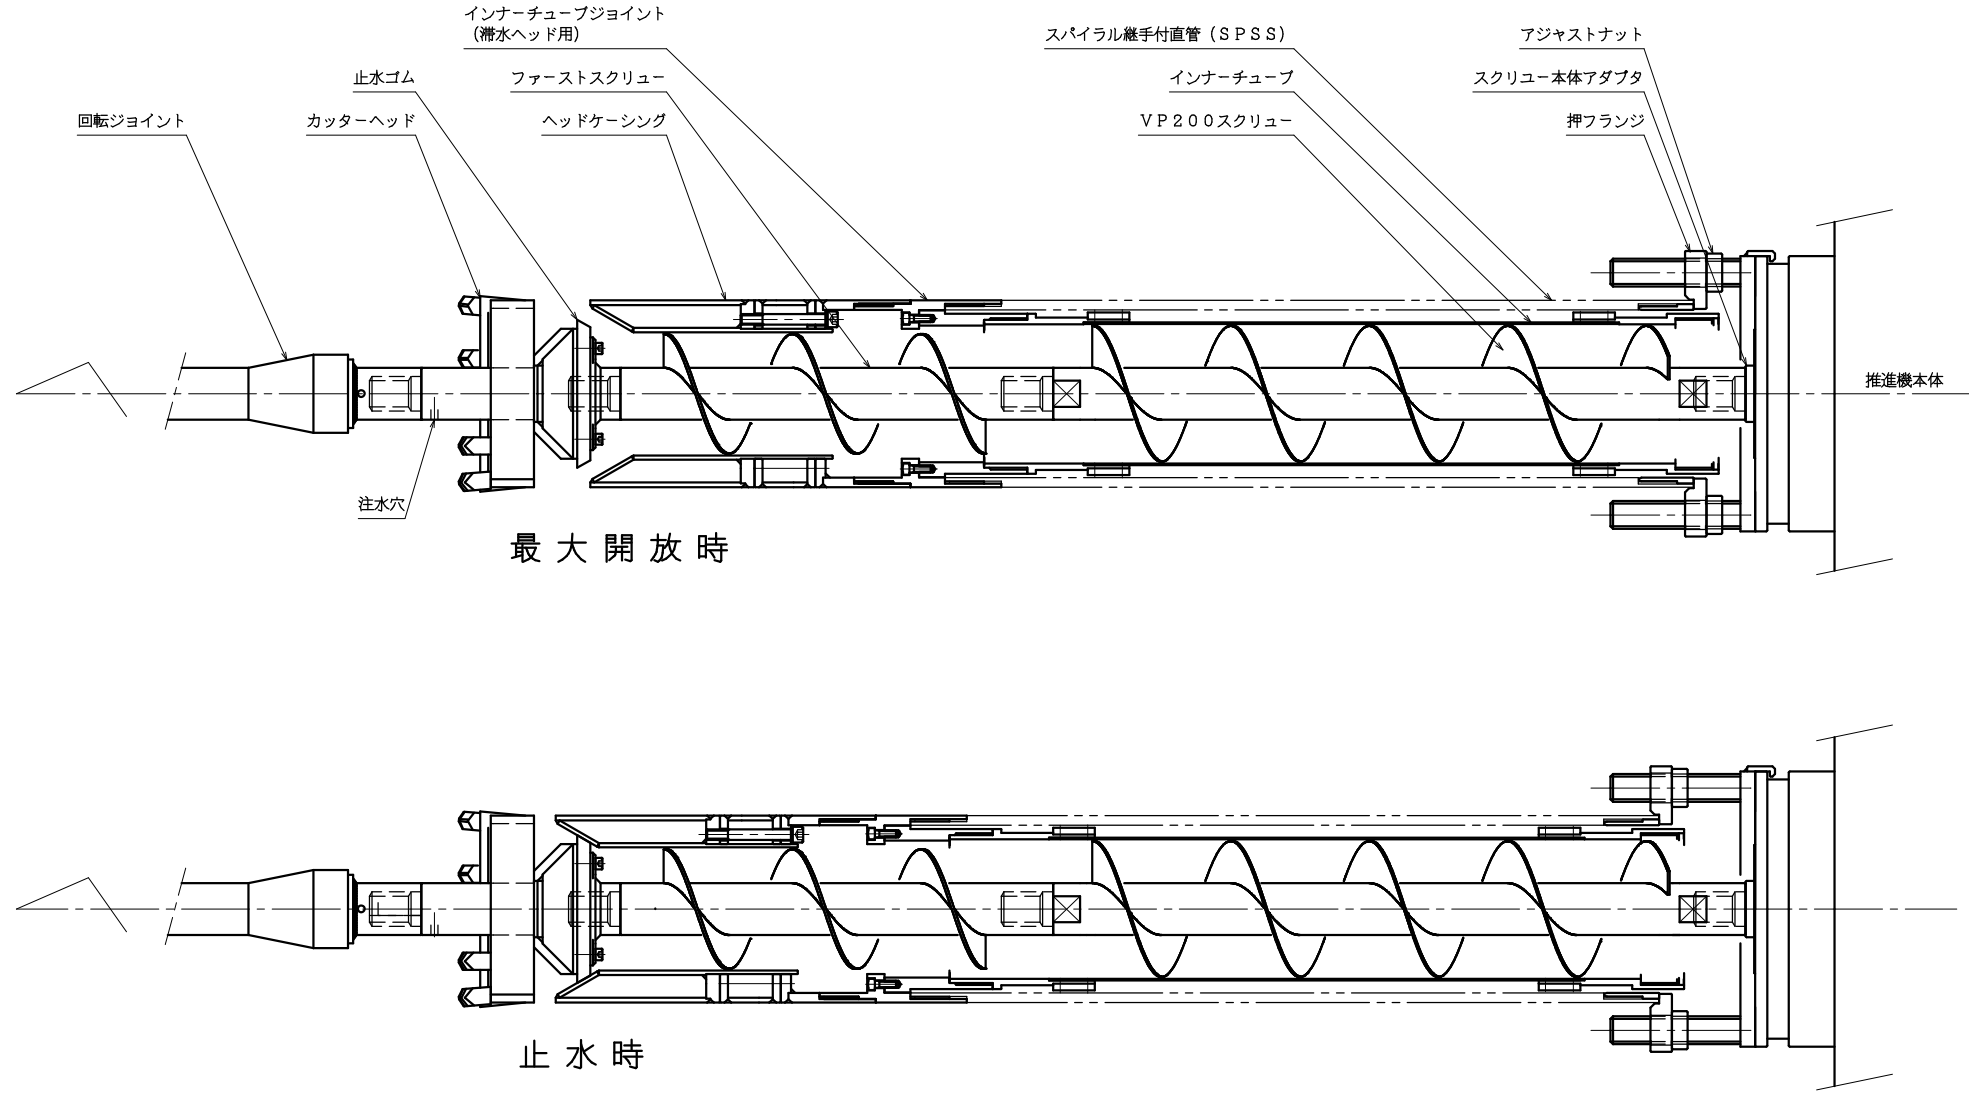 インナーチューブジョイント
（滞水ヘッド用）
スパイラル継手付直管（ＳＰＳＳ）
アジャストナット
止水ゴム
ファーストスクリュー
インナーチューブ
スクリユー本体アダプタ
回転ジョイント
カッターヘッド
ヘッドケーシング
ＶＰ２００スクリュー
押フランジ
推進機本体
注水穴
最大開放時
止水時